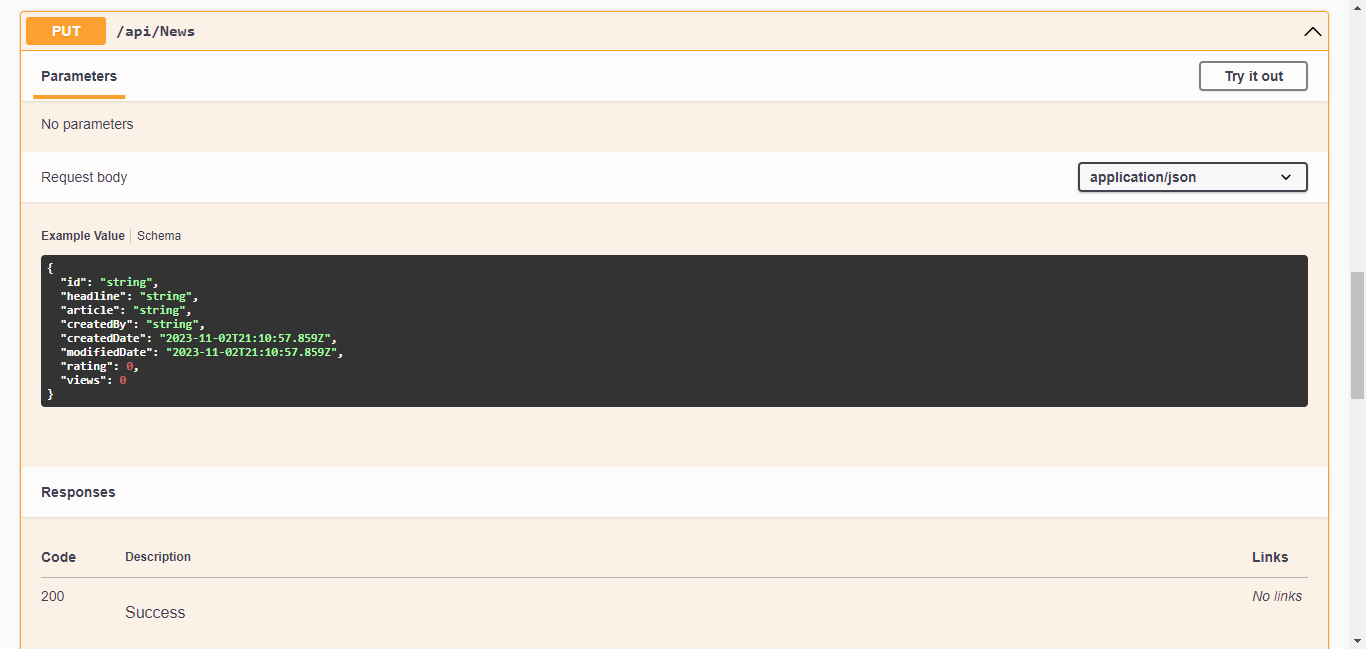 PUT /api/News
Parameters Try it out
No parameters
Request body application/json
Example Value Schema
{
"id": "string",
"headline": "string",
"article": "string",
"createdBy": "string",
"createdDate": "2023-11-02T21:10:57.859Z",
"modifiedDate": "2023-11-02T21:10:57.859Z",
"rating": 0,
"views": 0
}
Responses
Code Description Links
200 No links
Success